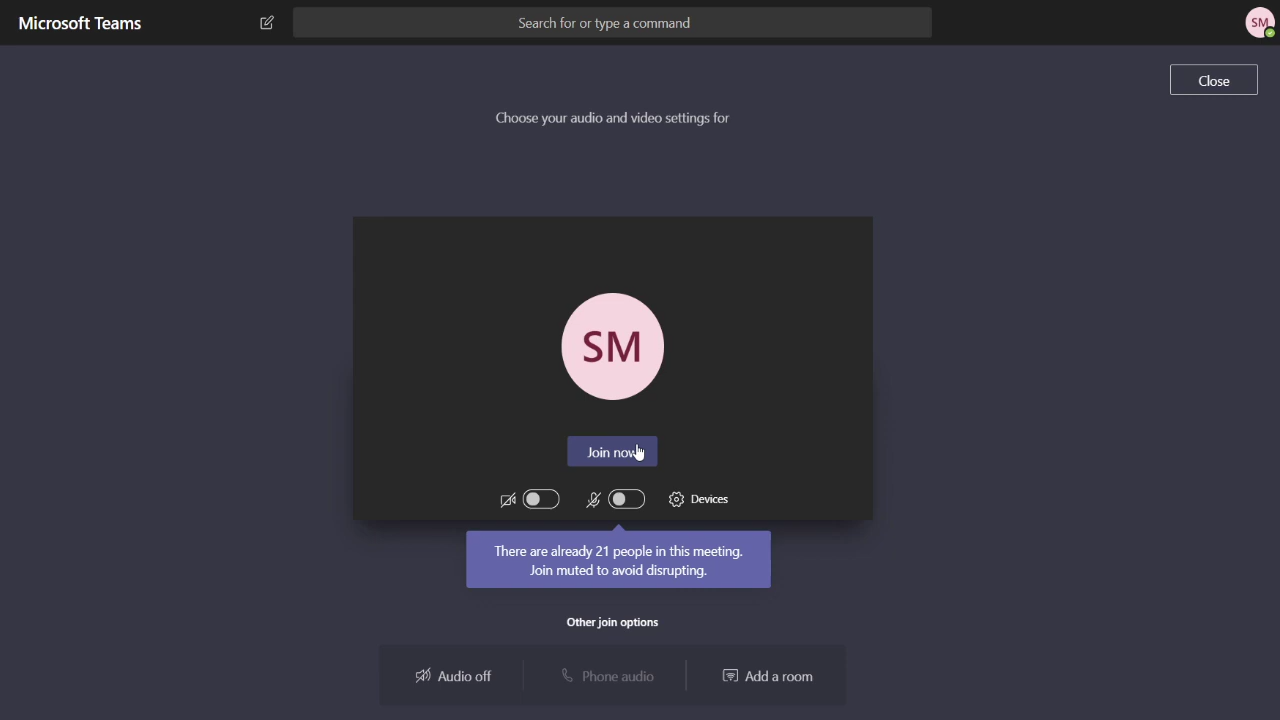 Microsoft Teams
Search for or type a command
SM
Close
Choose your audio and video settings for
SM
Join now
Devices
There are already 21 people in this meeting.
Join muted to avoid disrupting.
Other join options
Audio off
Phone audio
Add a room